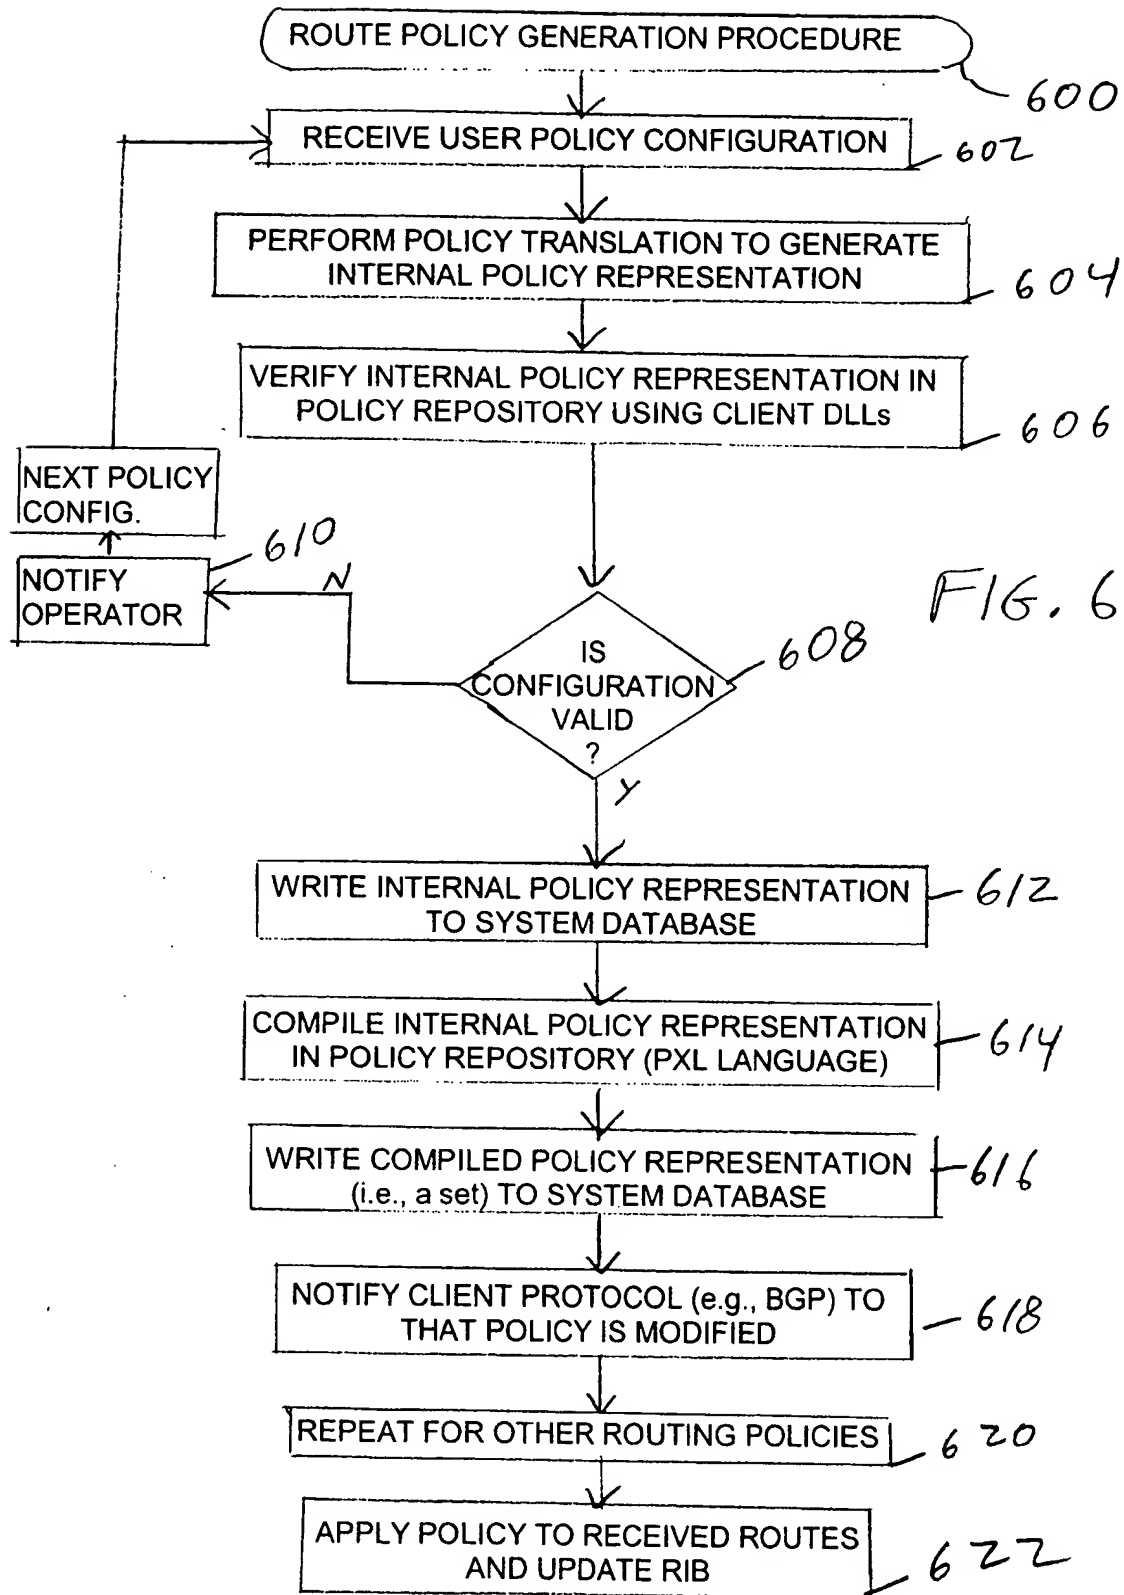 ROUTE POLICY GENERATION PROCEDURE
600
RECEIVE USER POLICY CONFIGURATION
602
PERFORM POLICY TRANSLATION TO GENERATE
INTERNAL POLICY REPRESENTATION
604
VERIFY INTERNAL POLICY REPRESENTATION IN
POLICY REPOSITORY USING CLIENT DLLs
606
NEXT POLICY
CONFIG.
610
NOTIFY
OPERATOR
N
FIG. 6
IS
CONFIGURATION
VALID
?
608
Y
WRITE INTERNAL POLICY REPRESENTATION
TO SYSTEM DATABASE
612
COMPILE INTERNAL POLICY REPRESENTATION
IN POLICY REPOSITORY (PXL LANGUAGE)
614
WRITE COMPILED POLICY REPRESENTATION
(i.e., a set) TO SYSTEM DATABASE
616
NOTIFY CLIENT PROTOCOL (e.g., BGP) TO
THAT POLICY IS MODIFIED
618
REPEAT FOR OTHER ROUTING POLICIES
620
APPLY POLICY TO RECEIVED ROUTES
AND UPDATE RIB
622